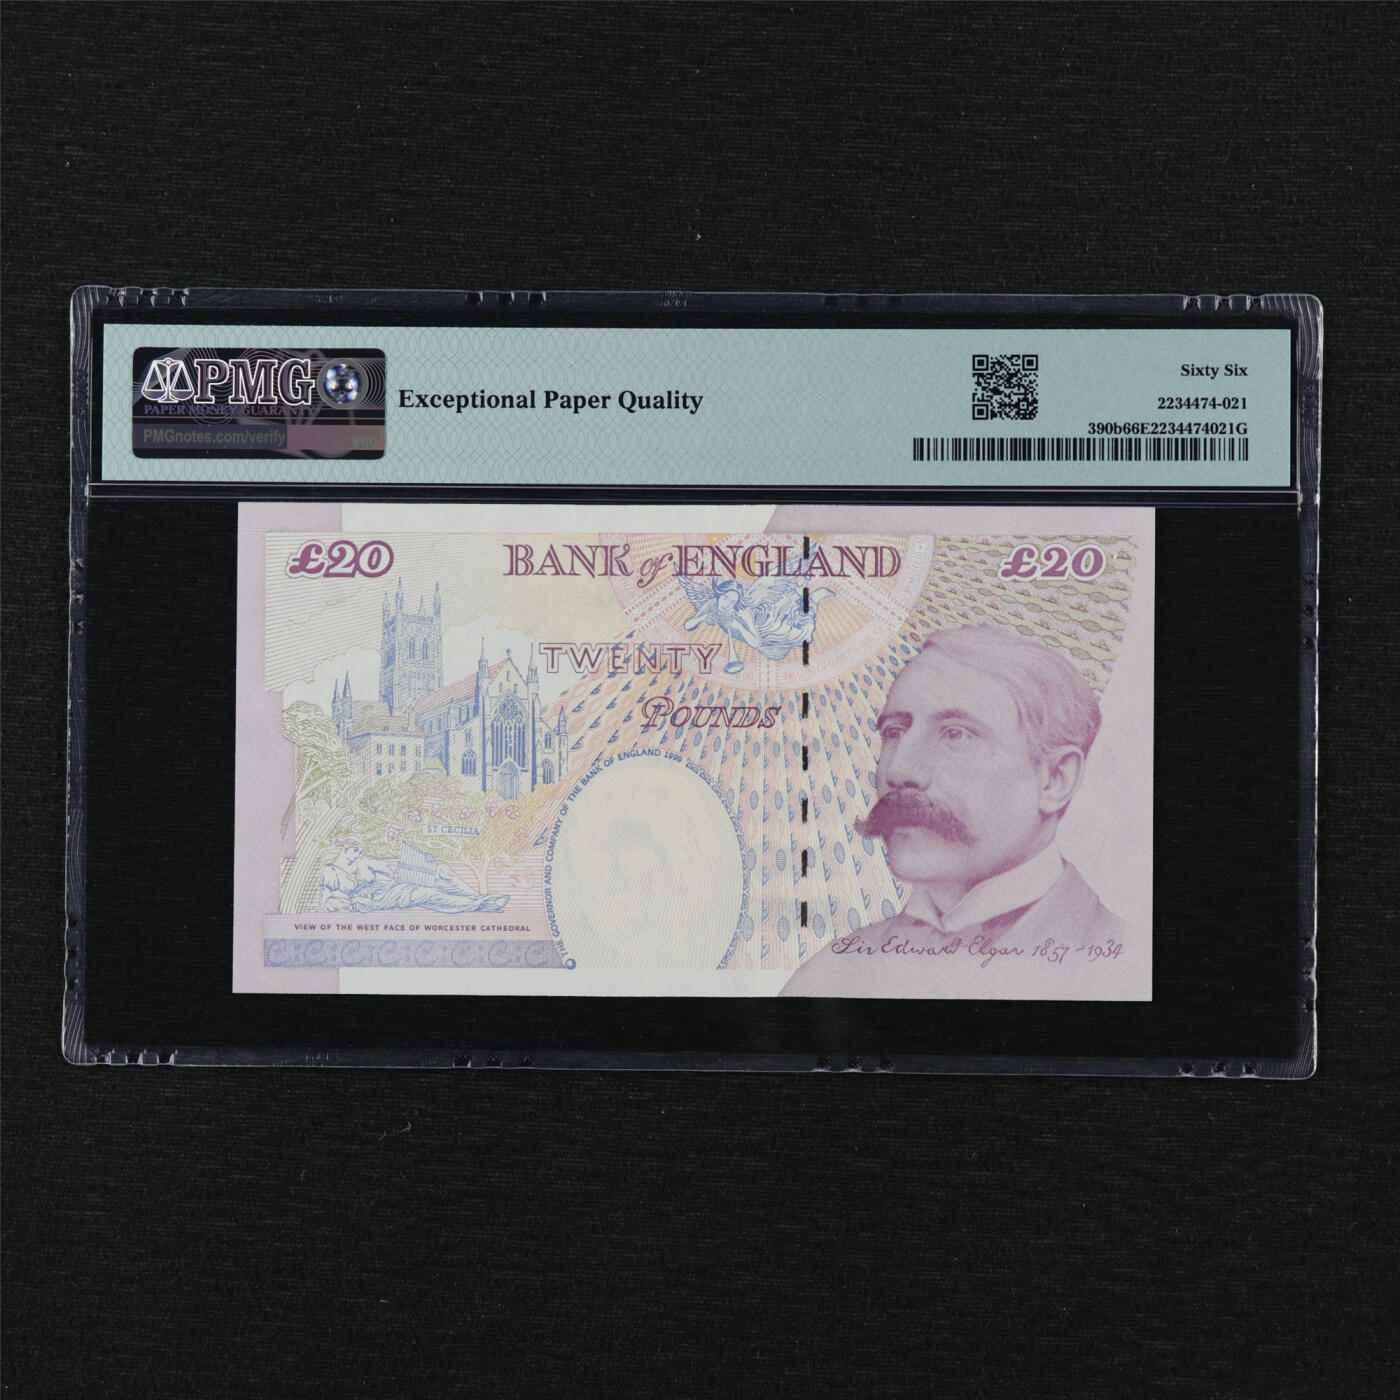 PMG
PAPER MONEY GUARANTY
PMGnotes.com/verify
Exceptional Paper Quality
Sixty Six
2234474-021
390b66E2234474021G
£20
BANK of ENGLAND
£20
TWENTY
POUNDS
THE GOVERNOR AND COMPANY OF THE BANK OF ENGLAND 1999
ST. CECILIA
VIEW OF THE WEST FACE OF WORCESTER CATHEDRAL
Sir Edward Elgar 1857-1934